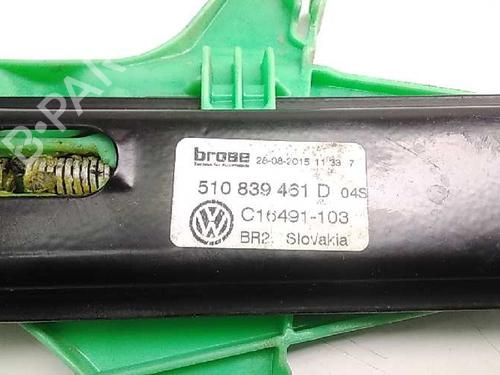 brose 26-08-2015 11:33 7
510 839 461 D 04S
C16491-103
BR2 Slovakia